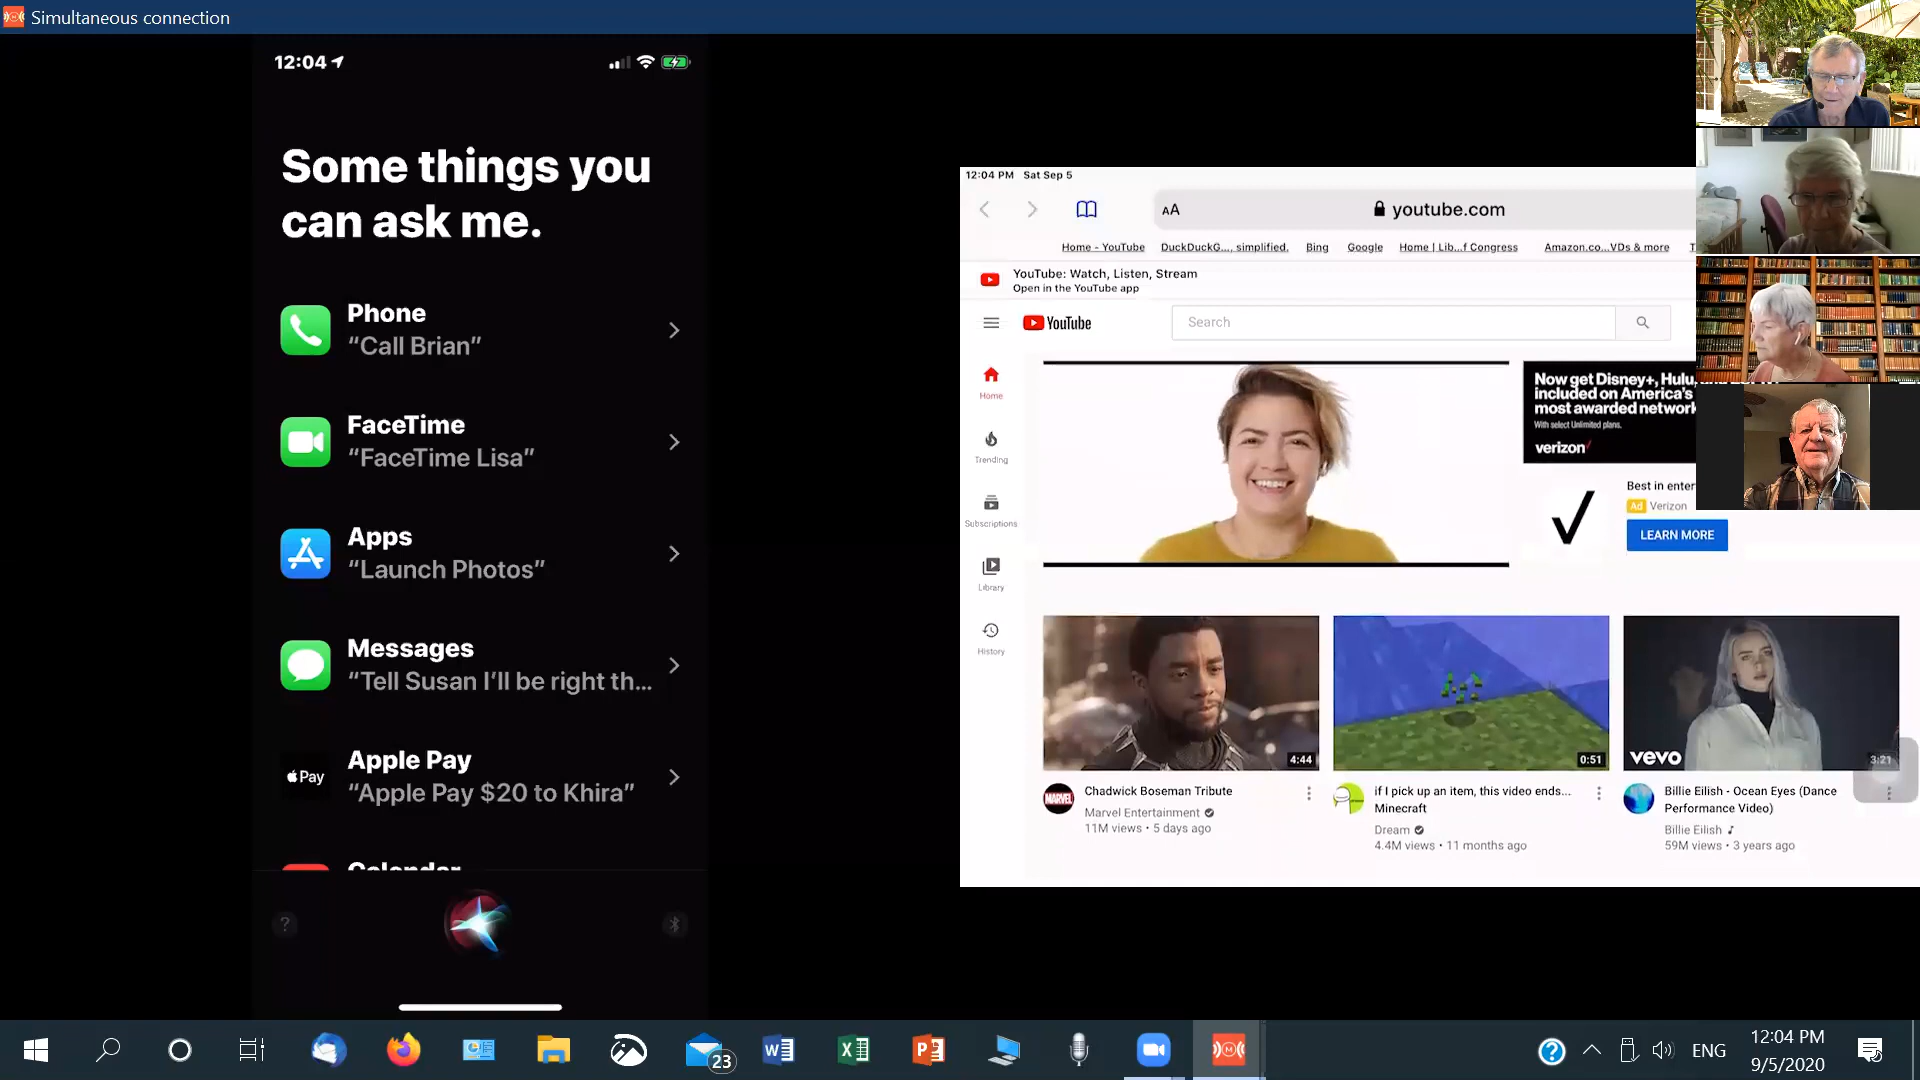 Simultaneous connection
12:04
Some things you
can ask me.
Phone
“Call Brian”
FaceTime
“FaceTime Lisa”
Apps
“Launch Photos”
Messages
“Tell Susan I’ll be right th...
Pay
Apple Pay
“Apple Pay $20 to Khira”
Calendar
?
12:04 PM Sat Sep 5
AA
youtube.com
Home - YouTube
DuckDuckG..., simplified.
Bing
Google
Home | Lib...f Congress
Amazon.co...VDs & more
T
YouTube: Watch, Listen, Stream
Open in the YouTube app
YouTube
Search
Home
Trending
Subscriptions
Library
History
Now get Disney+, Hulu,
included on America's
most awarded network
With select Unlimited plans.
verizon
Best in enter
Ad Verizon
LEARN MORE
4:44
0:51
vevo
3:21
MARVEL
Chadwick Boseman Tribute
Marvel Entertainment
11M views • 5 days ago
if I pick up an item, this video ends...
Minecraft
Dream
4.4M views • 11 months ago
Billie Eilish - Ocean Eyes (Dance
Performance Video)
Billie Eilish
59M views • 3 years ago
23
W
X
P
M
?
ENG
12:04 PM
9/5/2020